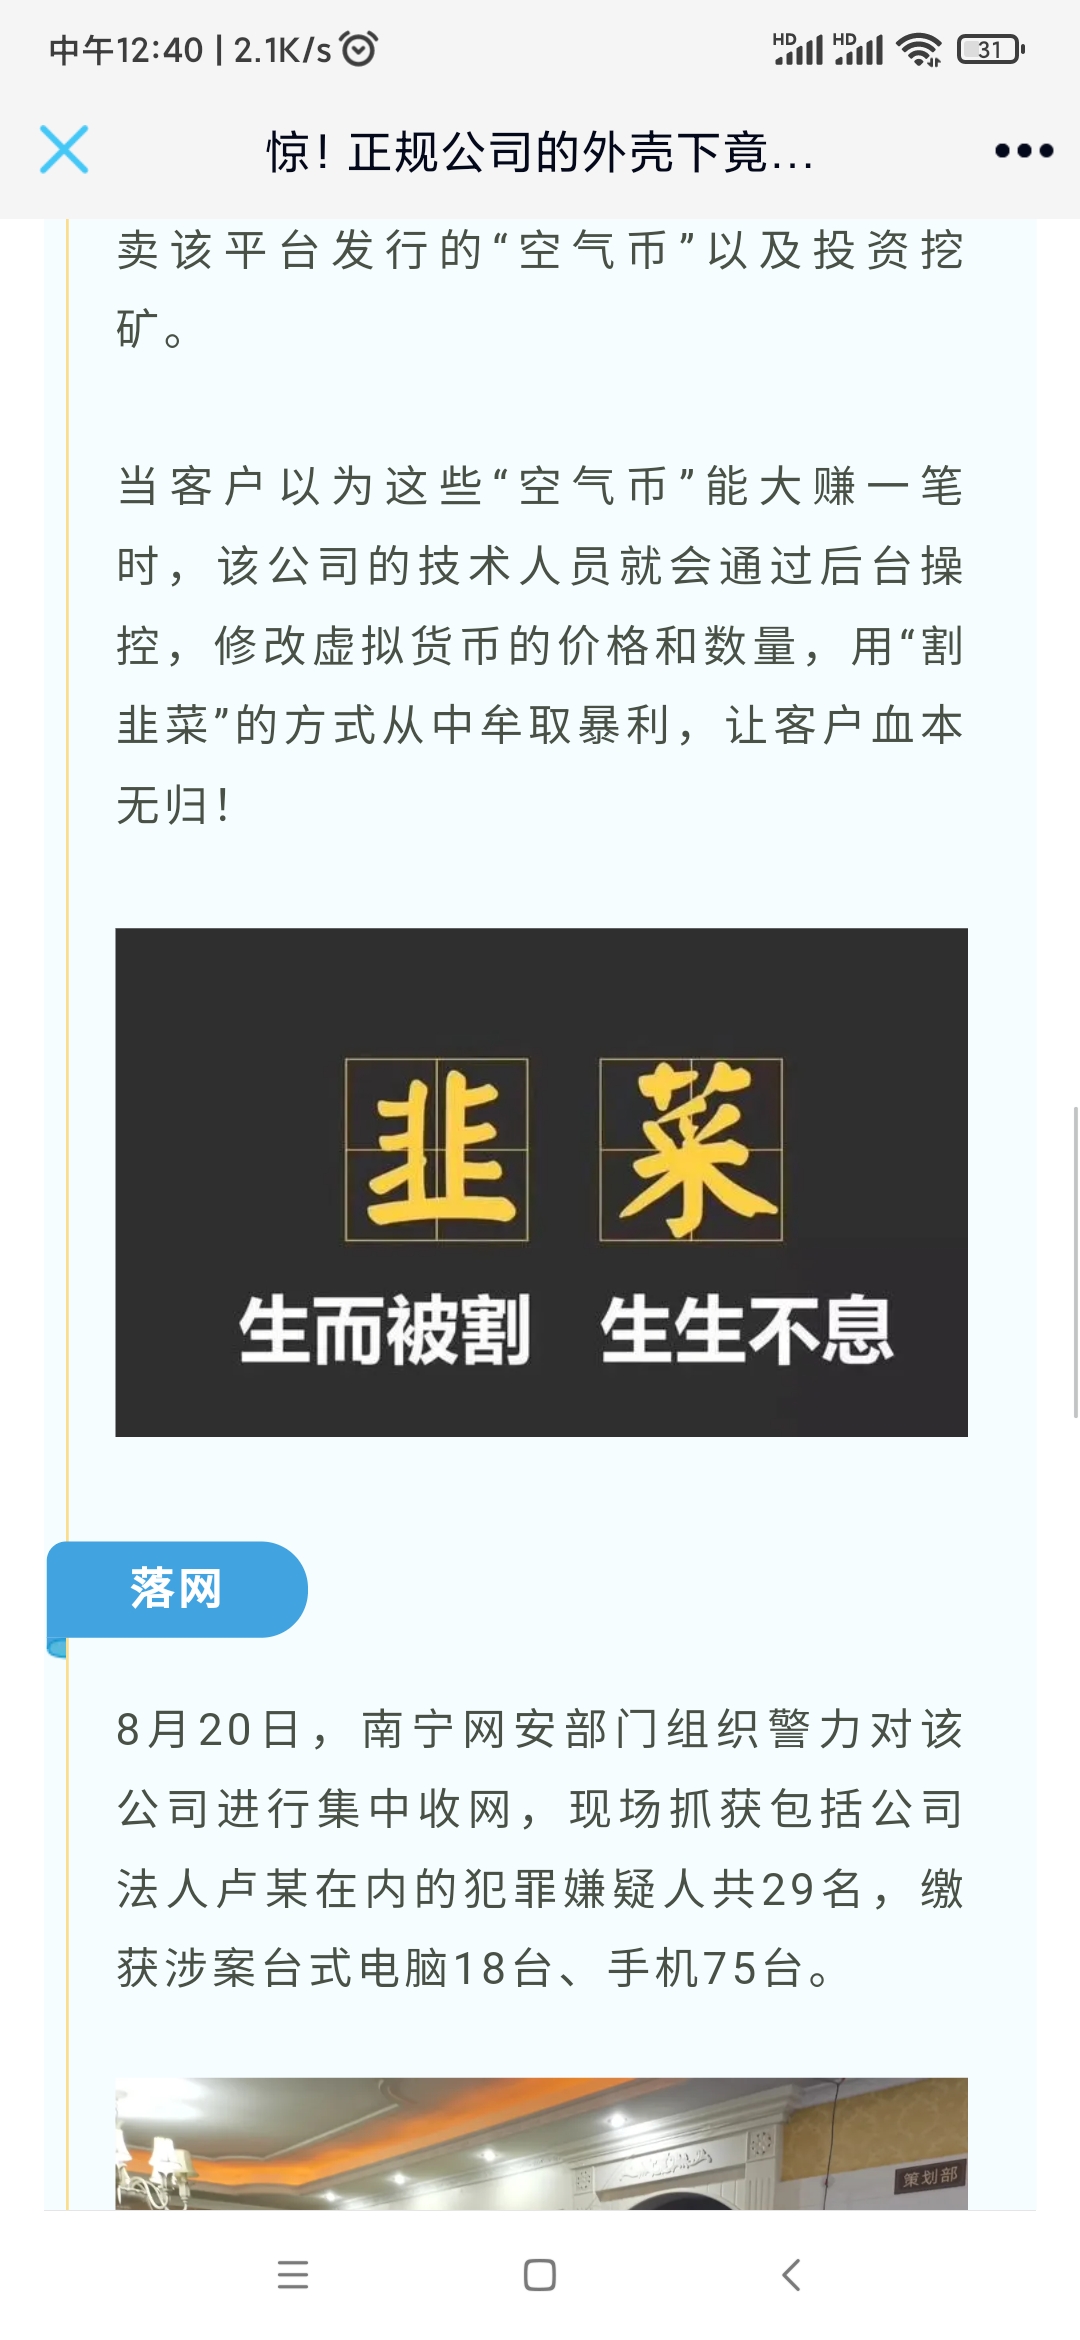 中午12:40 | 2.1K/s
HD HD 31
惊！正规公司的外壳下竟...
卖该平台发行的“空气币”以及投资挖
矿。
当客户以为这些“空气币”能大赚一笔
时，该公司的技术人员就会通过后台操
控，修改虚拟货币的价格和数量，用“割
韭菜”的方式从中牟取暴利，让客户血本
无归！
韭 菜
生而被割 生生不息
落网
8月20日，南宁网安部门组织警力对该
公司进行集中收网，现场抓获包括公司
法人卢某在内的犯罪嫌疑人共29名，缴
获涉案台式电脑18台、手机75台。
策划部